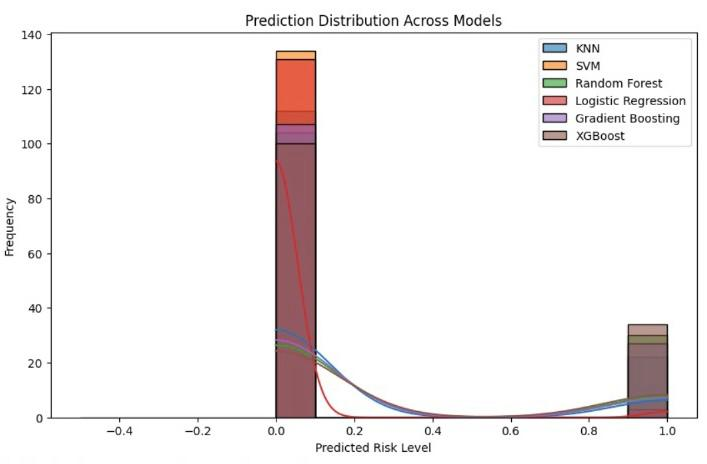 Prediction Distribution Across Models
140
120
100
80
60
40
20
0
Frequency
KNN
SVM
Random Forest
Logistic Regression
Gradient Boosting
XGBoost
−0.4 −0.2 0.0 0.2 0.4 0.6 0.8 1.0
Predicted Risk Level